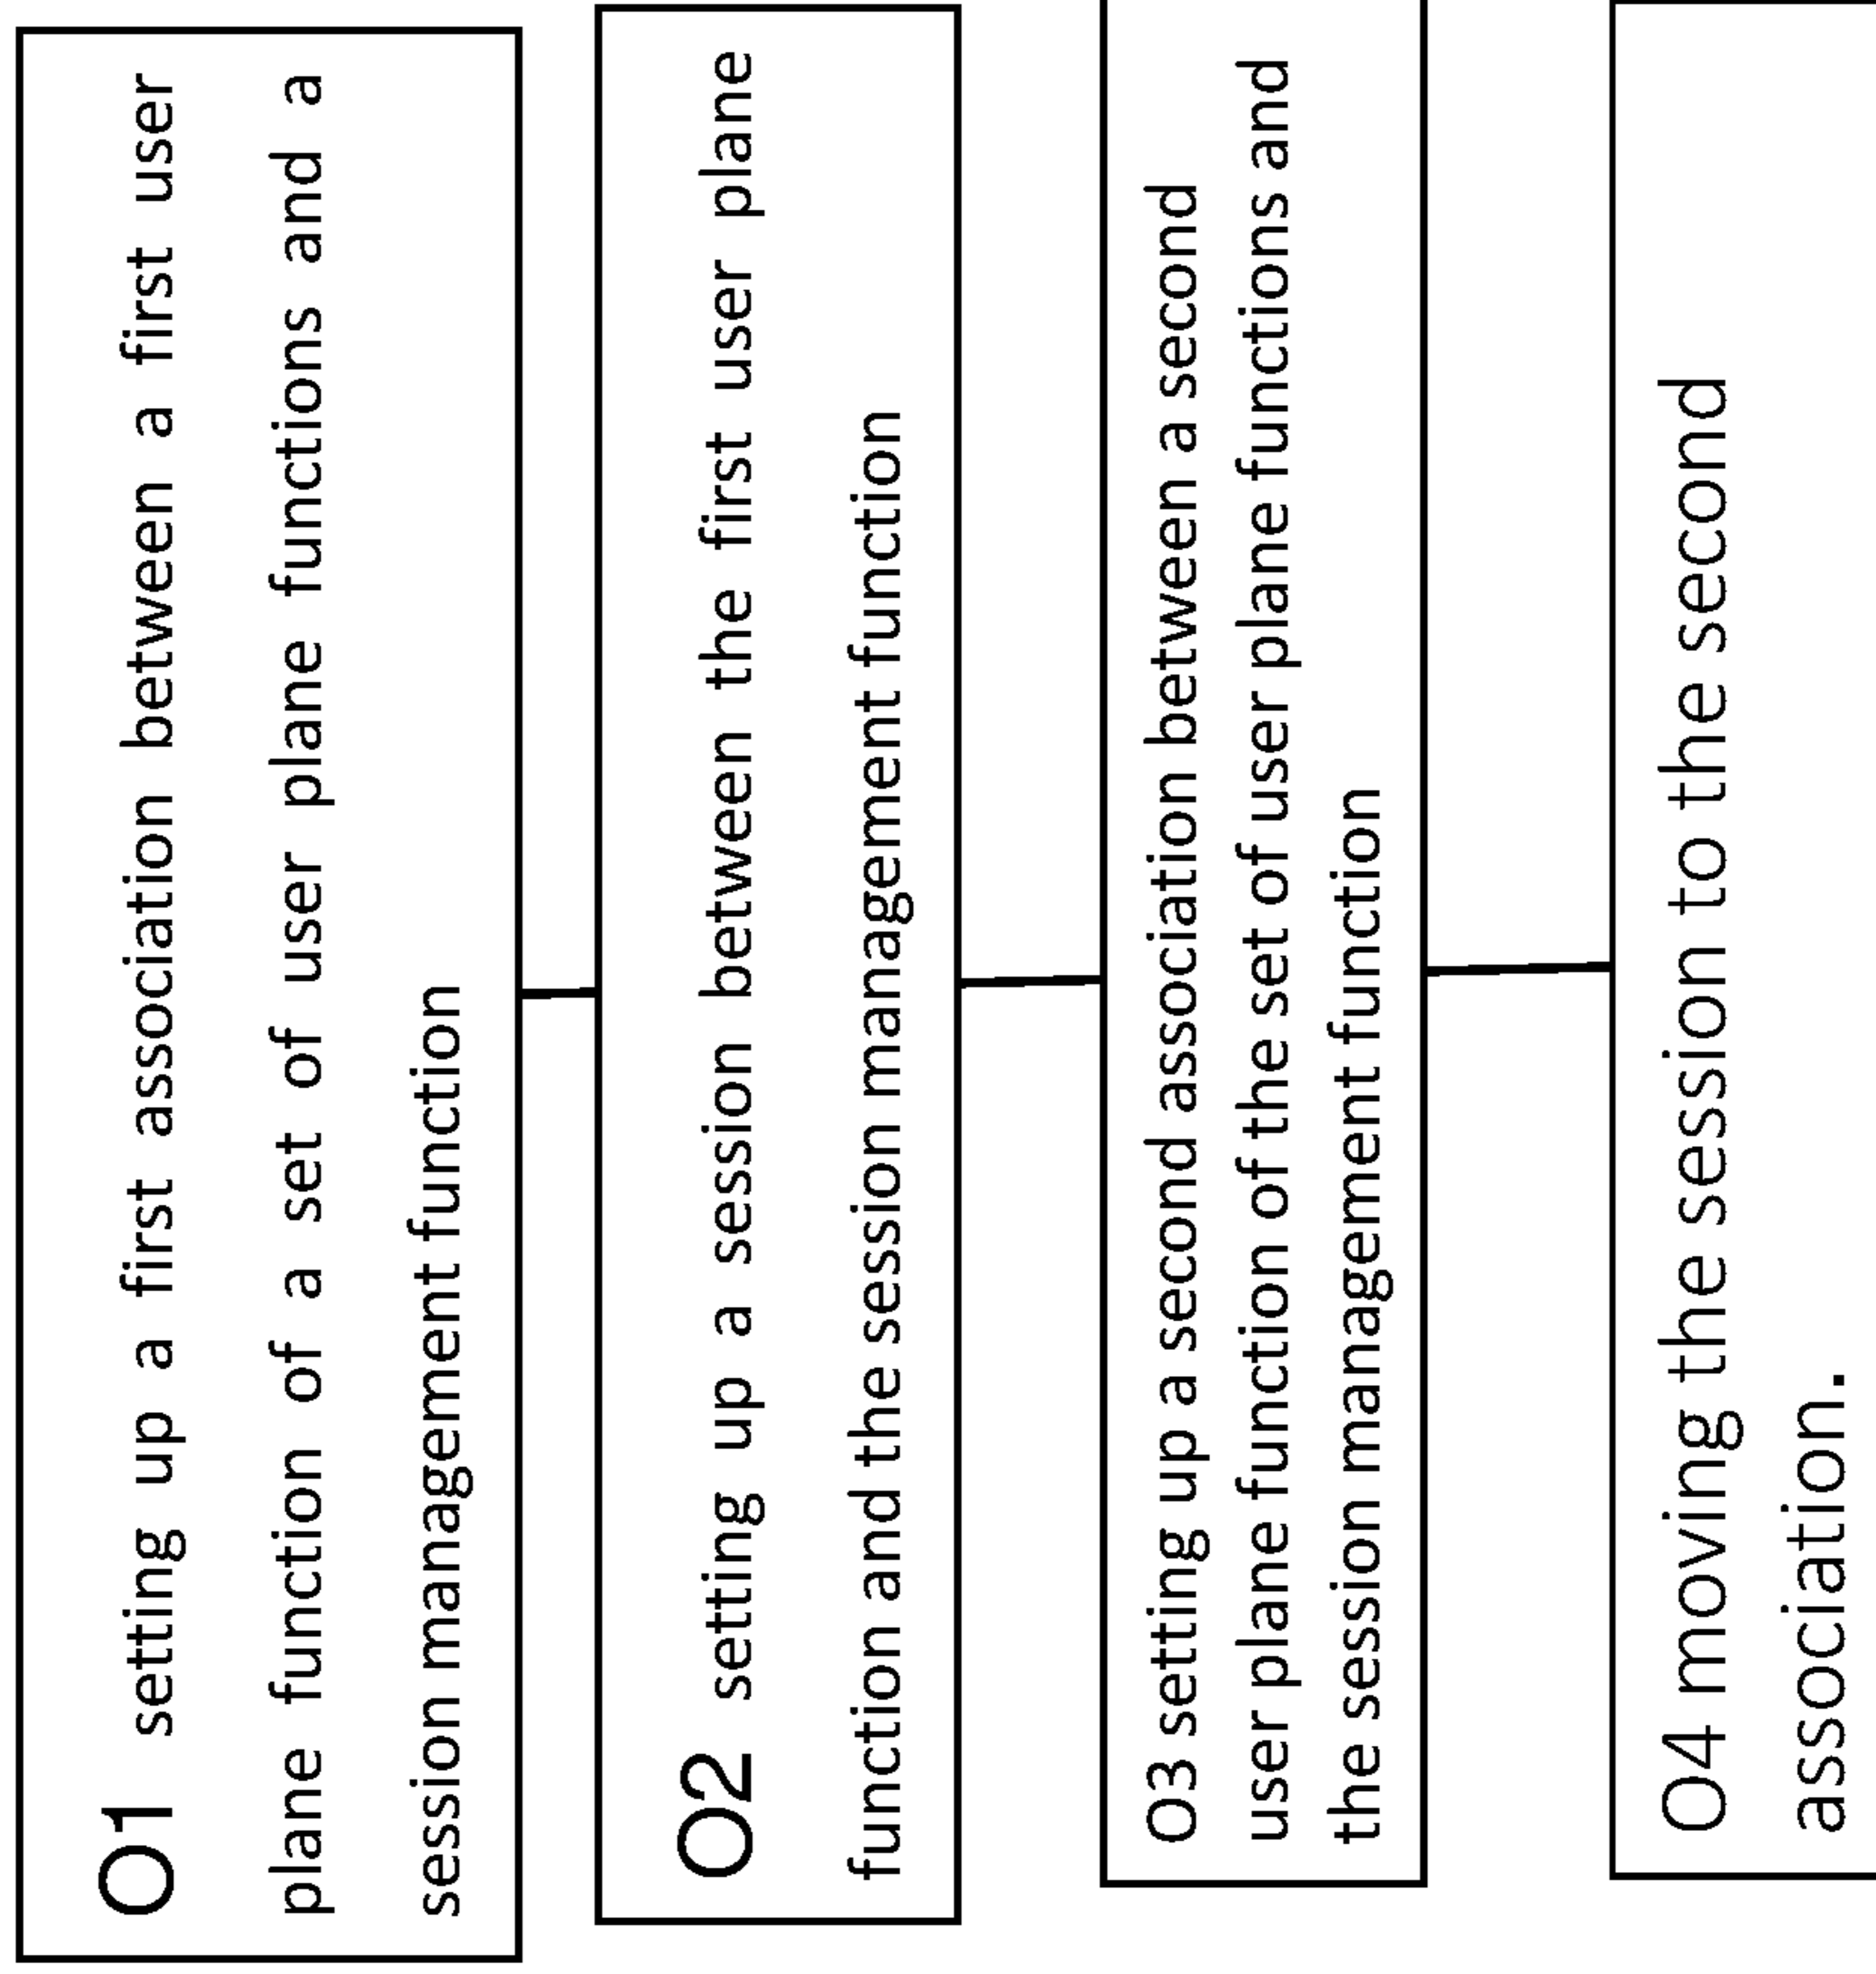 O1 setting up a first association between a first user
plane function of a set of user plane functions and a
session management function
O2 setting up a session between the first user plane
function and the session management function
O3 setting up a second association between a second
user plane function of the set of user plane functions and
the session management function
O4 moving the session to the second
association.